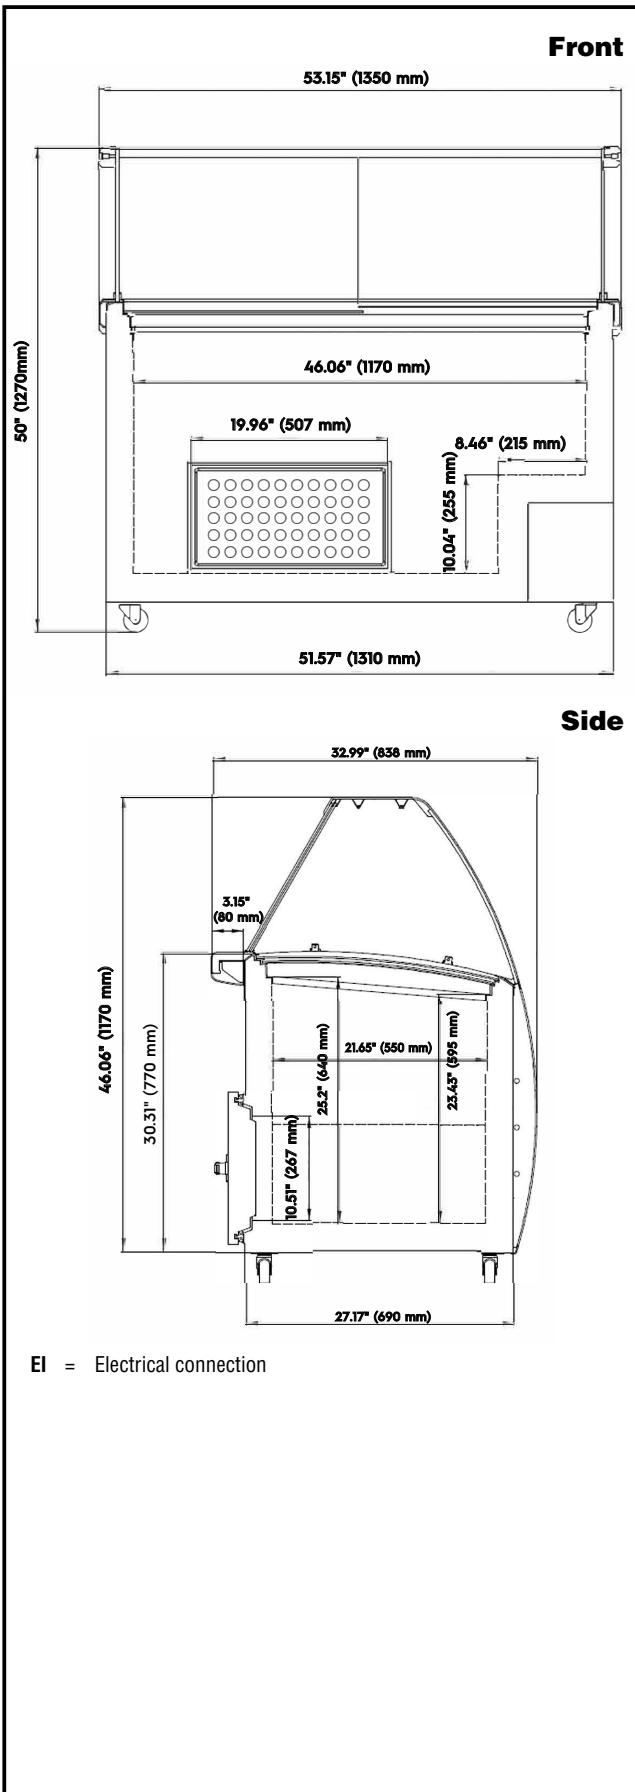 Front
53.15" (1350 mm)
50" (1270mm)
46.06" (1170 mm)
19.96" (507 mm)
8.46" (215 mm)
10.04" (255 mm)
51.57" (1310 mm)
Side
32.99" (838 mm)
3.15"
(80 mm)
46.06" (1170 mm)
30.31" (770 mm)
21.65" (550 mm)
25.2" (640 mm)
23.43" (595 mm)
10.51" (267 mm)
27.17" (690 mm)
EI = Electrical connection